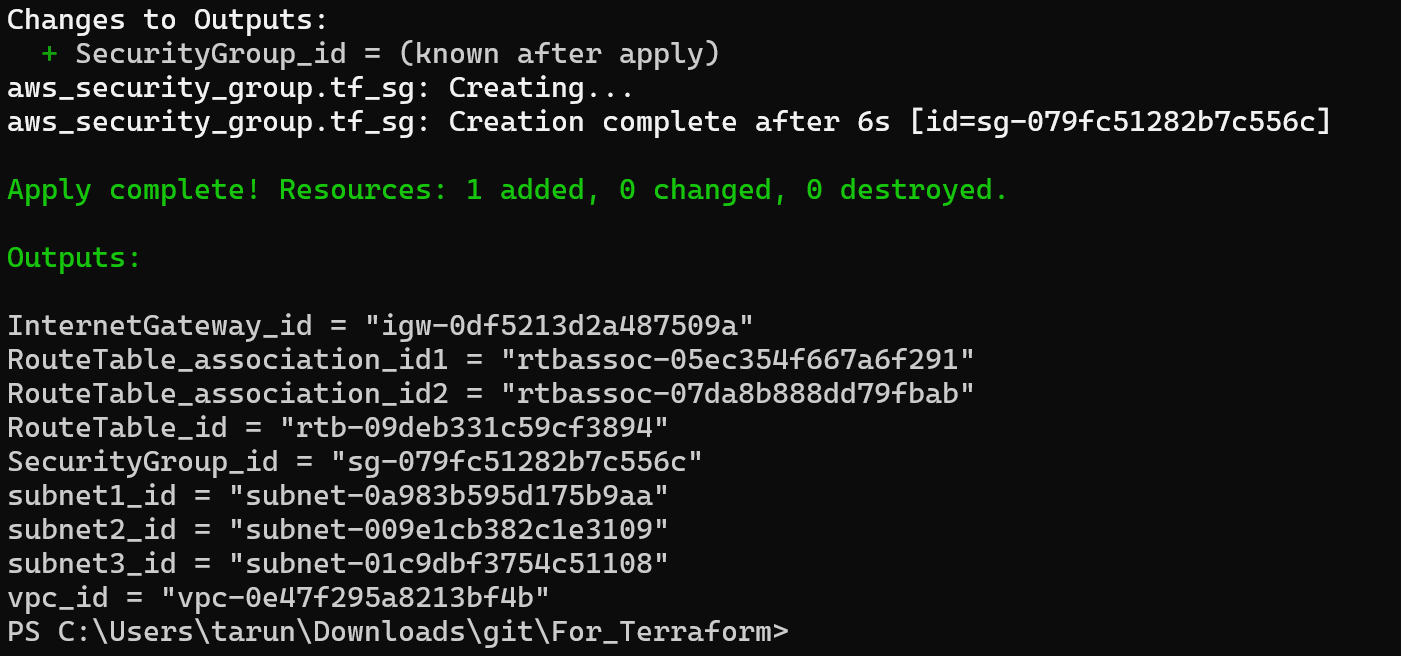 Changes to Outputs:
  + SecurityGroup_id = (known after apply)
aws_security_group.tf_sg: Creating...
aws_security_group.tf_sg: Creation complete after 6s [id=sg-079fc51282b7c556c]

Apply complete! Resources: 1 added, 0 changed, 0 destroyed.

Outputs:

InternetGateway_id = "igw-0df5213d2a487509a"
RouteTable_association_id1 = "rtbassoc-05ec354f667a6f291"
RouteTable_association_id2 = "rtbassoc-07da8b888dd79fbab"
RouteTable_id = "rtb-09deb331c59cf3894"
SecurityGroup_id = "sg-079fc51282b7c556c"
subnet1_id = "subnet-0a983b595d175b9aa"
subnet2_id = "subnet-009e1cb382c1e3109"
subnet3_id = "subnet-01c9dbf3754c51108"
vpc_id = "vpc-0e47f295a8213bf4b"
PS C:\Users\tarun\Downloads\git\For_Terraform>